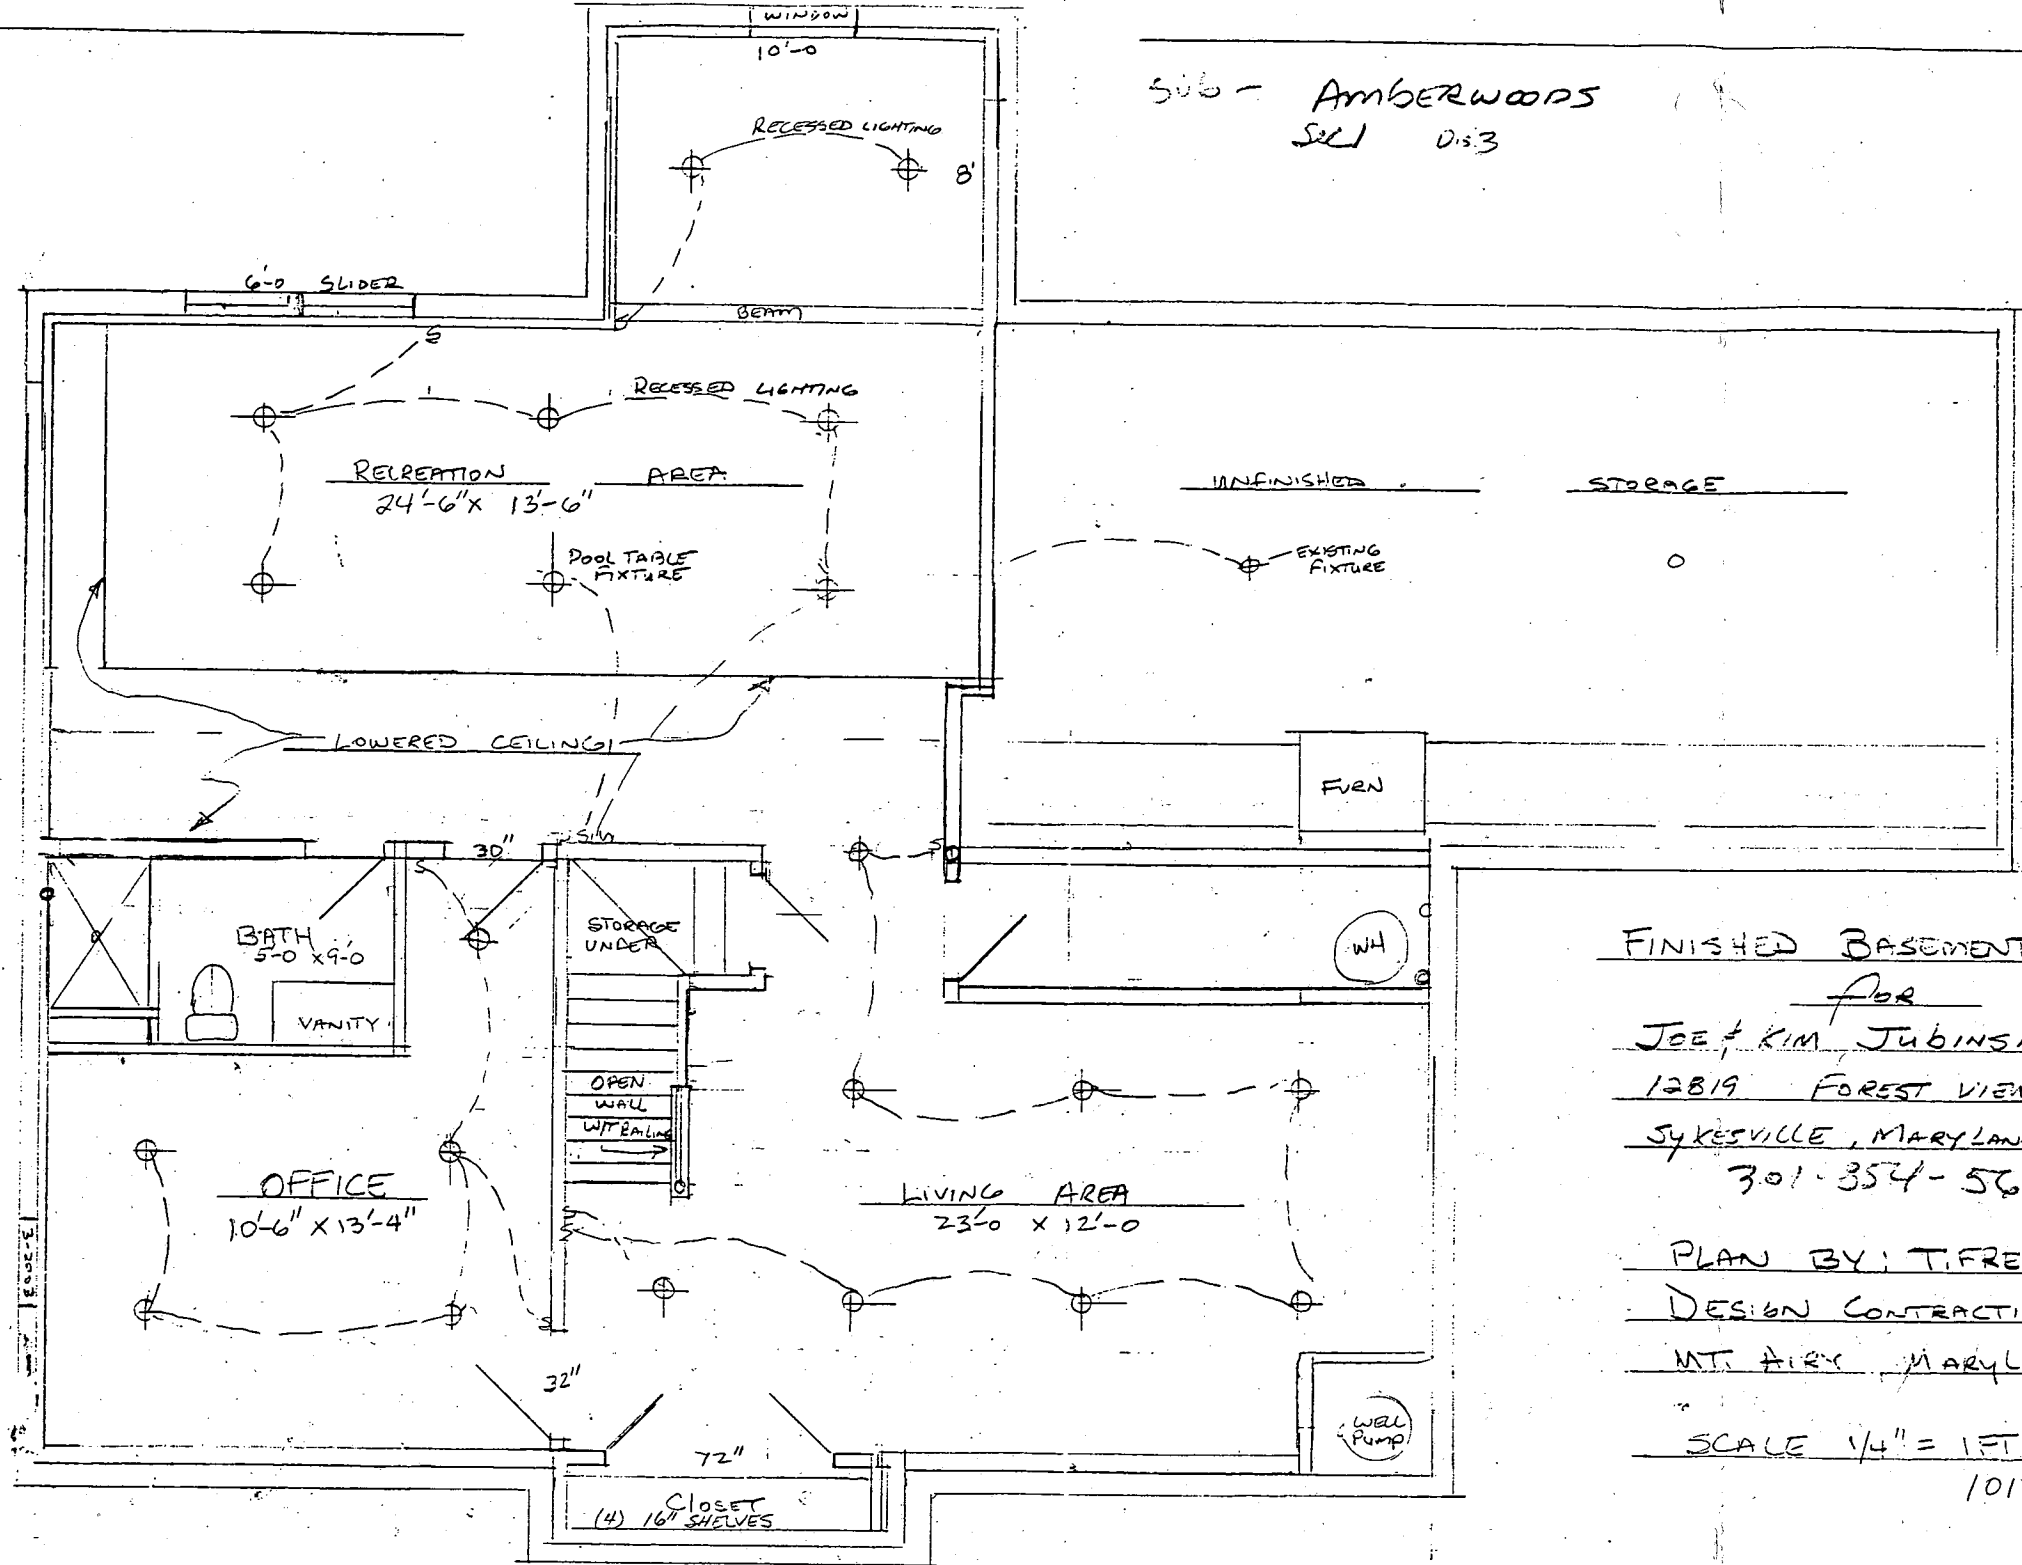 WINDOW
10'-0
SUB - AMBERWOODS
RECESSED LIGHTING
8'
6'-0 SLIDER
BEAM
S
RECESSED LIGHTING
RECREATION AREA
24'-6" x 13'-6"
UNFINISHED STORAGE
POOL TABLE
FIXTURE
EXISTING
FIXTURE
LOWERED CEILING
FURN
30"
S
S
STORAGE
UNDER
BATH
5-0 x 9-0
WH
VANITY
FINISHED BASEMENT
FOR
JOE & KIM
12819 FOREST VIEW
SYKESVILLE, MARYLAN
301-854-56
OPEN
WALL
W/T RAILING
OFFICE
10'-6" x 13'-4"
LIVING AREA
23'-0 x 12'-0
PLAN BY: T. FRE
DESIGN CONTRACTI
MT. AIRY MARYL
32"
72"
WELL
PUMP
SCALE 1/4" = 1 FT
101
CLOSET
(4) 16" SHELVES